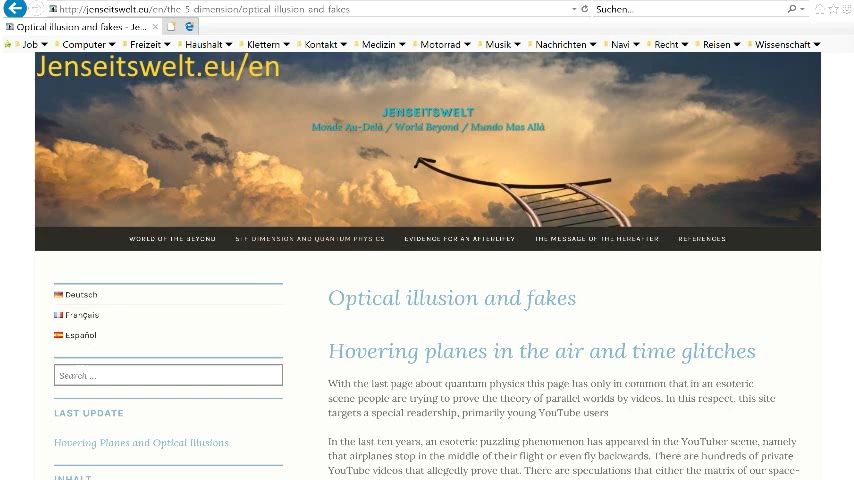 http://jenseitswelt.eu/en/the-5-dimension/optical-illusion-and-fakes
Suchen...
Optical illusion and fakes - Je...
Job Computer Freizeit Haushalt Klettern Kontakt Medizin Motorrad Musik Nachrichten Navi Recht Reisen Wissenschaft
Jenseitswelt.eu/en
JENSEITSWELT
Monde Au-Delà / World Beyond / Mundo Mas Allà
WORLD OF THE BEYOND 5TH DIMENSION AND QUANTUM PHYSICS EVIDENCE FOR AN AFTERLIFE? THE MESSAGE OF THE HEREAFTER REFERENCES
Deutsch
Français
Español
Search ...
LAST UPDATE
Hovering Planes and Optical Illusions
INHALT
Optical illusion and fakes
Hovering planes in the air and time glitches
With the last page about quantum physics this page has only in common that in an esoteric
scene people are trying to prove the theory of parallel worlds by videos. In this respect, this site
targets a special readership, primarily young YouTube users
In the last ten years, an esoteric puzzling phenomenon has appeared in the YouTuber scene, namely
that airplanes stop in the middle of their flight or even fly backwards. There are hundreds of private
YouTube videos that allegedly prove that. There are speculations that either the matrix of our space-